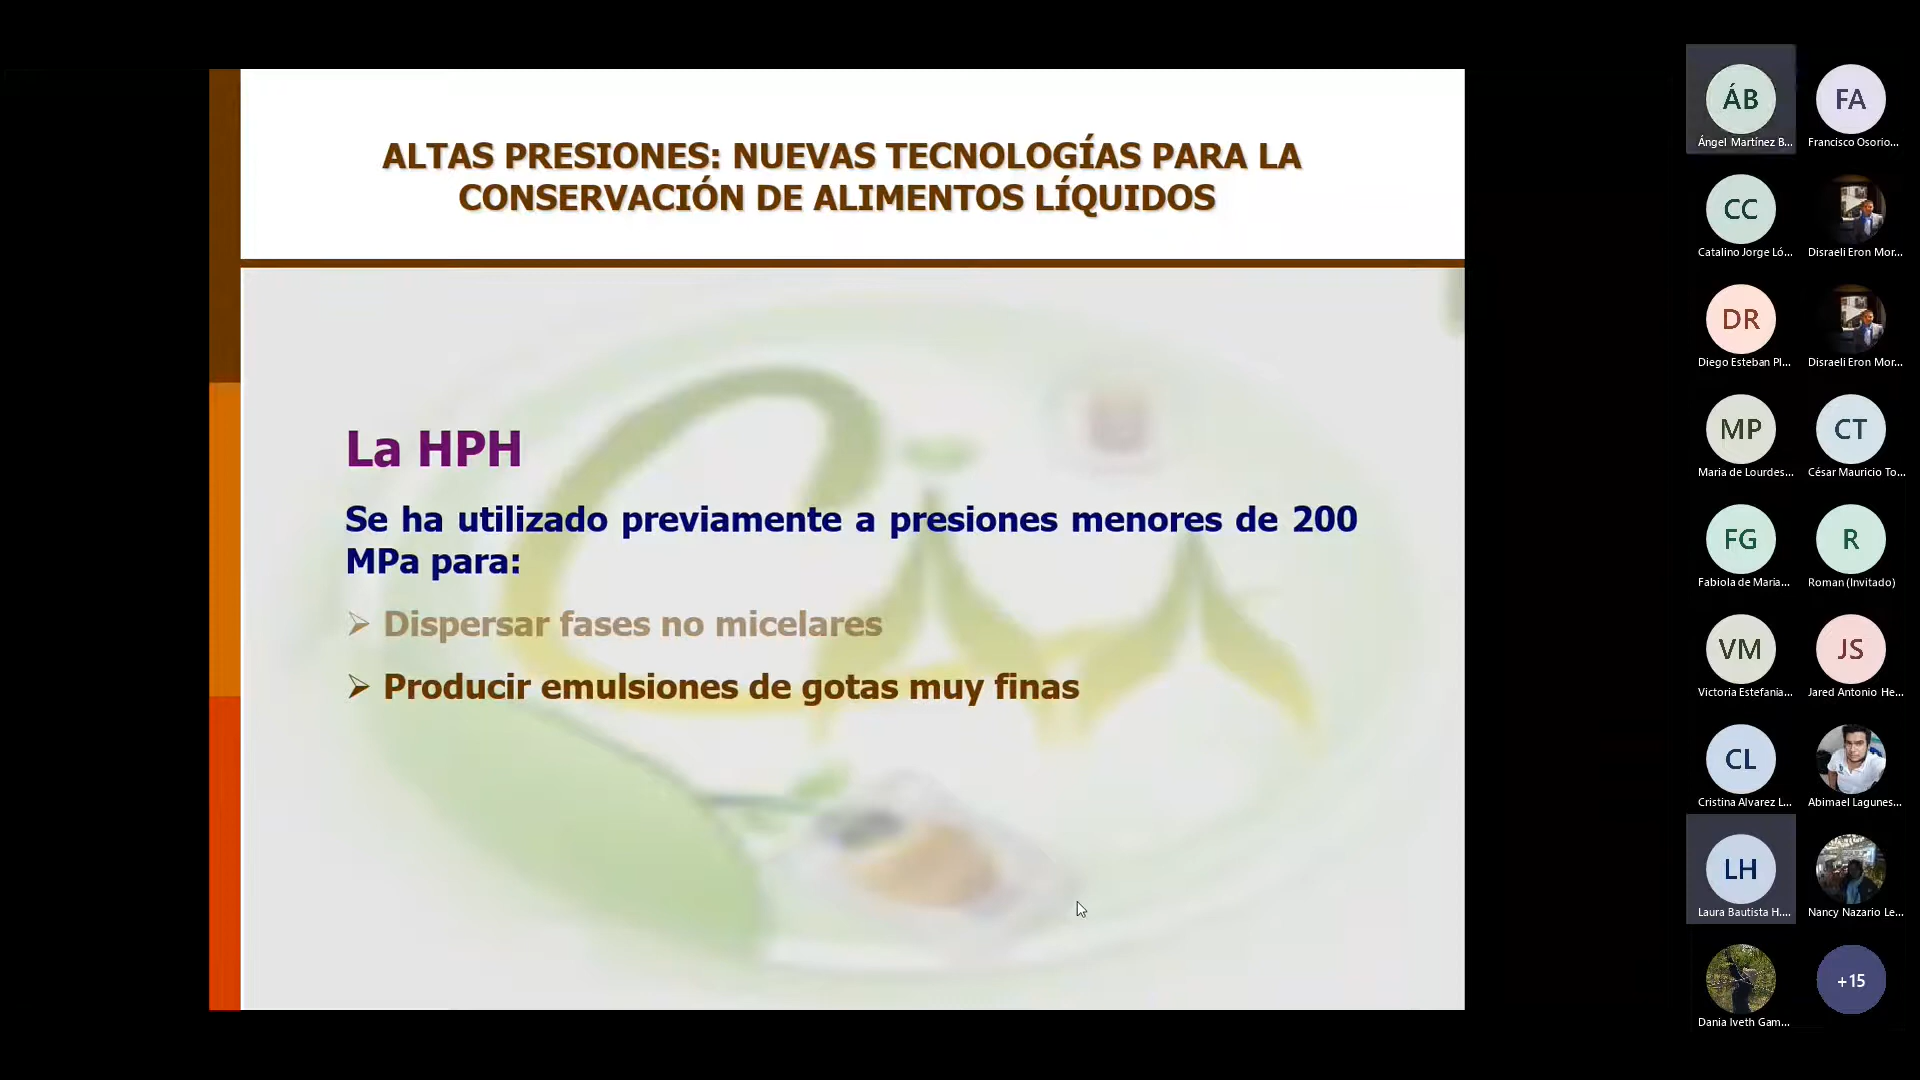 ALTAS PRESIONES: NUEVAS TECNOLOGÍAS PARA LA
CONSERVACIÓN DE ALIMENTOS LÍQUIDOS
La HPH
Se ha utilizado previamente a presiones menores de 200
MPa para:
➢ Dispersar fases no micelares
➢ Producir emulsiones de gotas muy finas
ÁB
Ángel Martínez B...
FA
Francisco Osorio...
CC
Catalino Jorge Ló...
Disraeli Eron Mor...
DR
Diego Esteban Pl...
Disraeli Eron Mor...
MP
Maria de Lourdes...
CT
César Mauricio To...
FG
Fabiola de Maria...
R
Roman (Invitado)
VM
Victoria Estefania...
JS
Jared Antonio He...
CL
Cristina Alvarez L...
Abimael Lagunes...
LH
Laura Bautista H....
Nancy Nazario Le...
Dania Iveth Gam...
+15